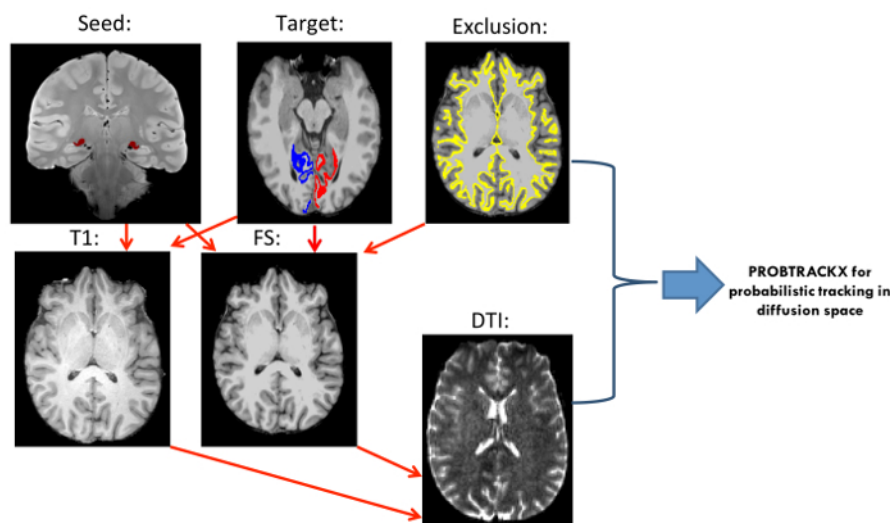 Seed:
Target:
Exclusion:
T1:
FS:
DTI:
PROBTRACKX for
probabilistic tracking in
diffusion space